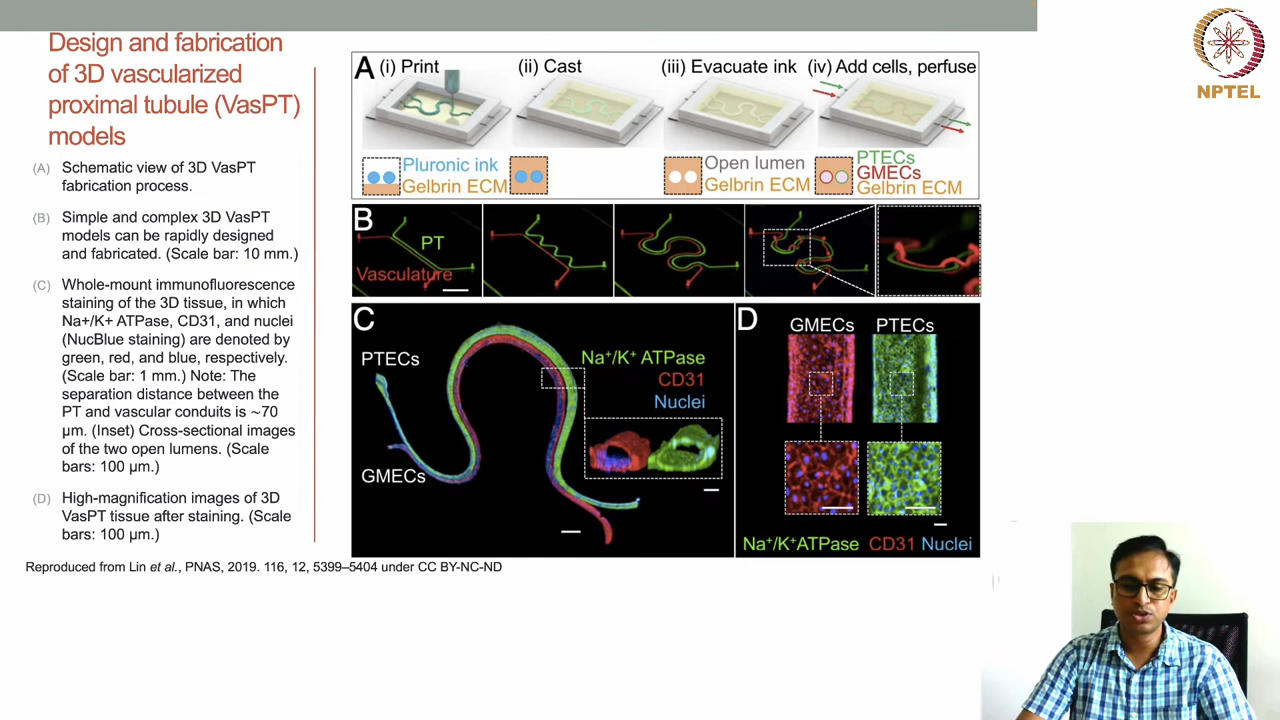 Design and fabrication
of 3D vascularized
proximal tubule (VasPT)
models
(A) Schematic view of 3D VasPT
fabrication process.
(B) Simple and complex 3D VasPT
models can be rapidly designed
and fabricated. (Scale bar: 10 mm.)
(C) Whole-mount immunofluorescence
staining of the 3D tissue, in which
Na+/K+ ATPase, CD31, and nuclei
(NucBlue staining) are denoted by
green, red, and blue, respectively.
(Scale bar: 1 mm.) Note: The
separation distance between the
PT and vascular conduits is ~70
µm. (Inset) Cross-sectional images
of the two open lumens. (Scale
bars: 100 µm.)
(D) High-magnification images of 3D
VasPT tissue after staining. (Scale
bars: 100 µm.)
Reproduced from Lin et al., PNAS, 2019. 116, 12, 5399–5404 under CC BY-NC-ND
A (i) Print (ii) Cast (iii) Evacuate ink (iv) Add cells, perfuse
Pluronic ink
Gelbrin ECM
Open lumen
Gelbrin ECM
PTECs
GMECs
Gelbrin ECM
B
PT
Vasculature
C
PTECs
GMECs
Na⁺/K⁺ ATPase
CD31
Nuclei
D
GMECs PTECs
Na⁺/K⁺ATPase CD31 Nuclei
NPTEL